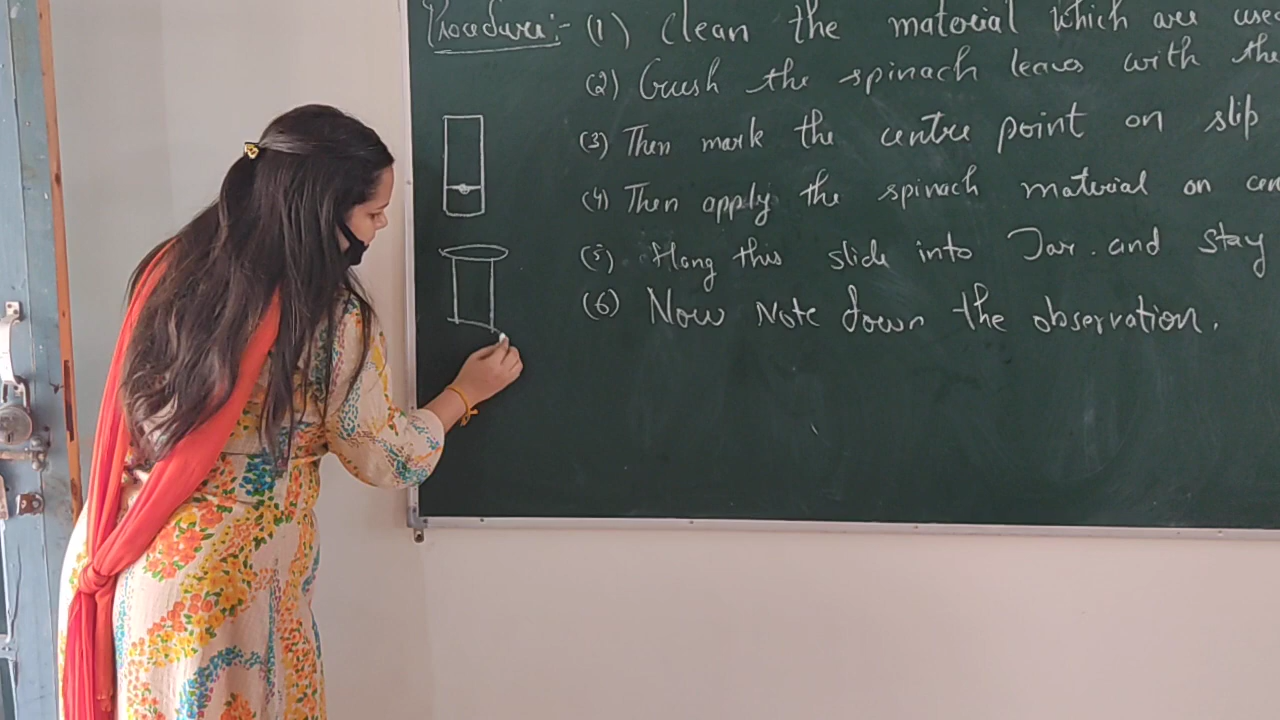 Procedure:- (1) Clean the material which are used
(2) Crush the spinach leaves with the
(3) Then mark the centre point on slip
(4) Then apply the spinach material on cen
(5) Hang this slide into Jar. and stay
(6) Now Note down the observation.